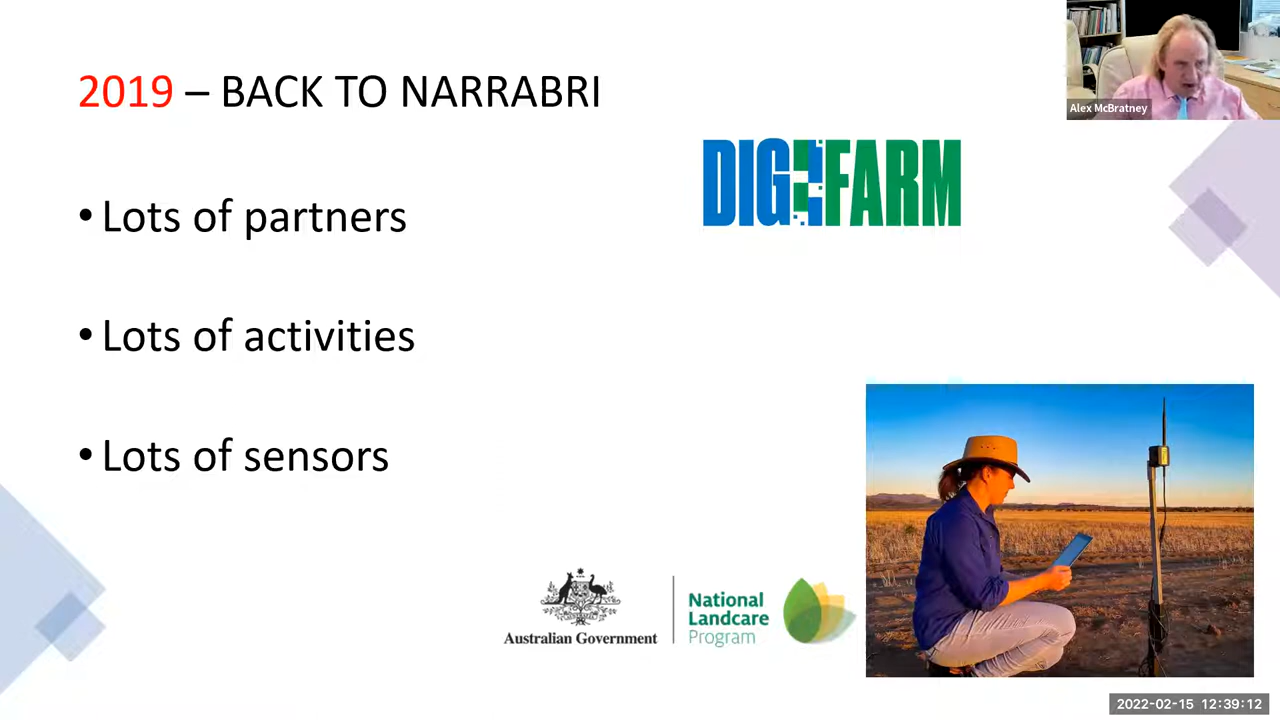 2019 – BACK TO NARRABRI
Alex McBratney
DIGIFARM
• Lots of partners
• Lots of activities
• Lots of sensors
Australian Government
National
Landcare
Program
2022-02-15 12:39:12